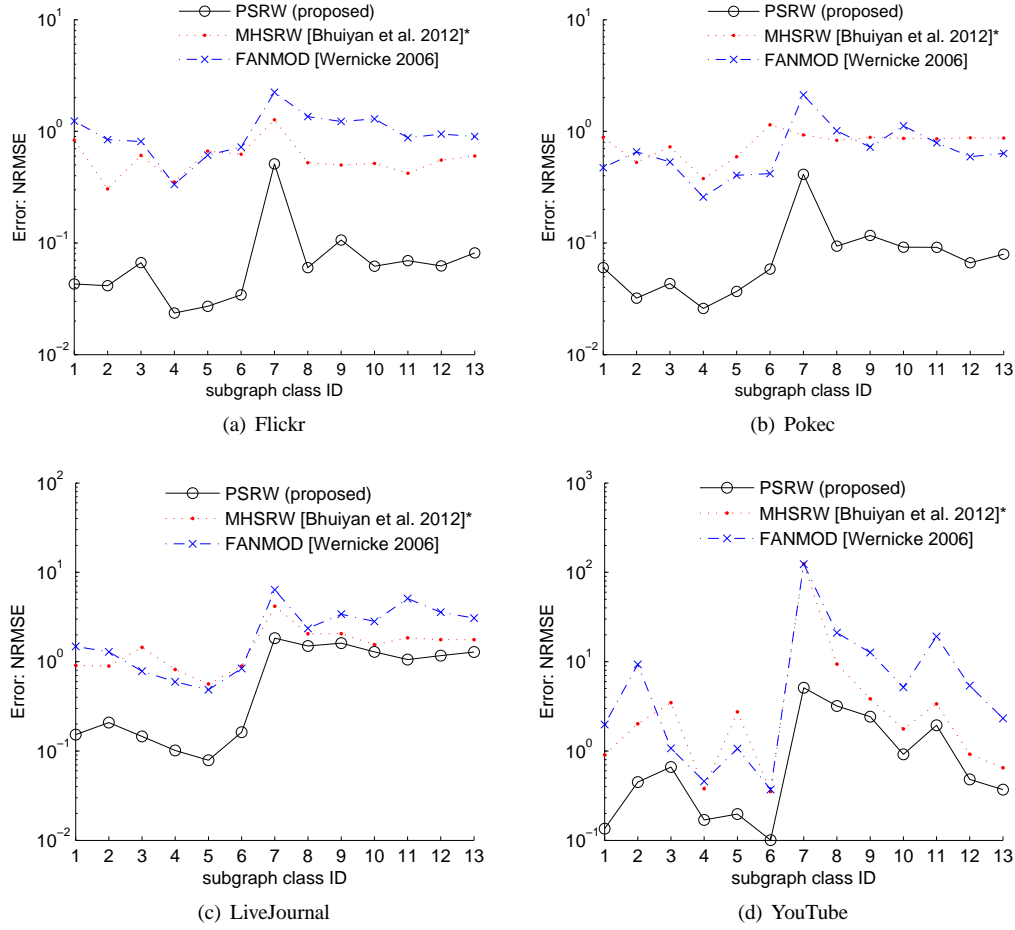 10^1
10^0
10^-1
10^-2
Error: NRMSE
PSRW (proposed)
MHSRW [Bhuiyan et al. 2012]*
FANMOD [Wernicke 2006]
1 2 3 4 5 6 7 8 9 10 11 12 13
subgraph class ID
(a) Flickr
10^1
10^0
10^-1
10^-2
Error: NRMSE
PSRW (proposed)
MHSRW [Bhuiyan et al. 2012]*
FANMOD [Wernicke 2006]
1 2 3 4 5 6 7 8 9 10 11 12 13
subgraph class ID
(b) Pokec
10^2
10^1
10^0
10^-1
10^-2
Error: NRMSE
PSRW (proposed)
MHSRW [Bhuiyan et al. 2012]*
FANMOD [Wernicke 2006]
1 2 3 4 5 6 7 8 9 10 11 12 13
subgraph class ID
(c) LiveJournal
10^3
10^2
10^1
10^0
10^-1
Error: NRMSE
PSRW (proposed)
MHSRW [Bhuiyan et al. 2012]*
FANMOD [Wernicke 2006]
1 2 3 4 5 6 7 8 9 10 11 12 13
subgraph class ID
(d) YouTube